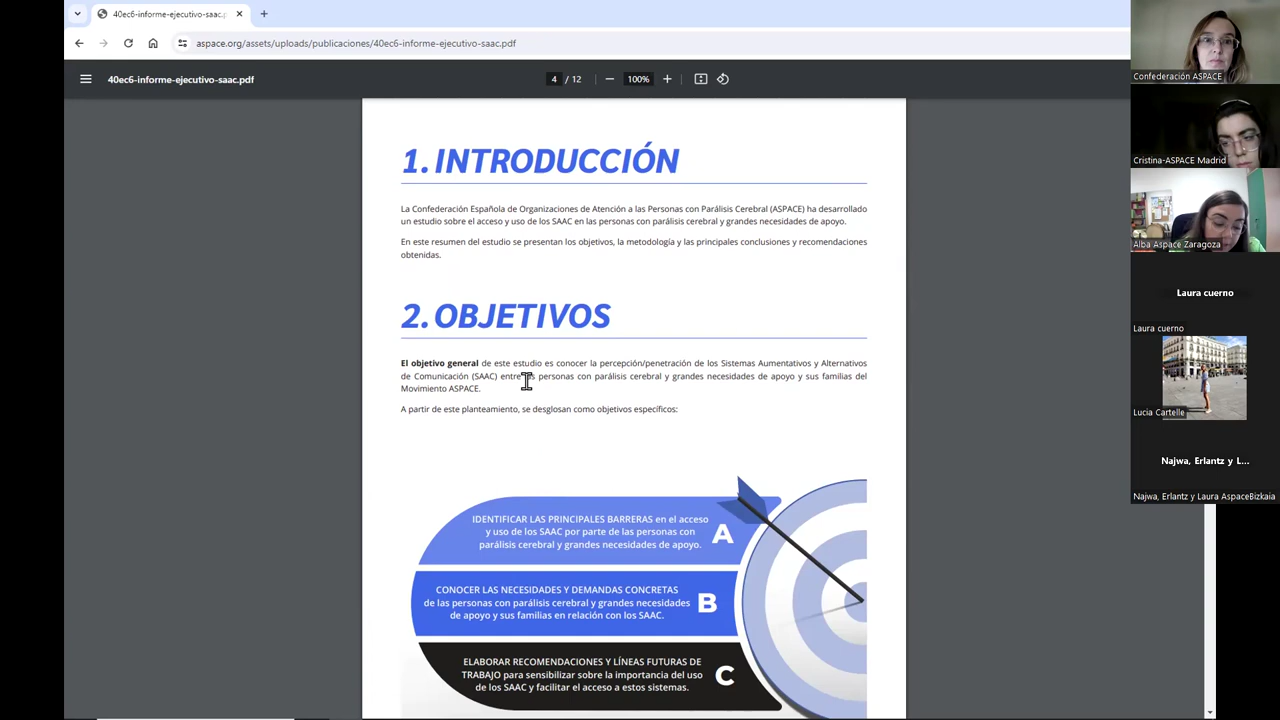 40ec6-informe-ejecutivo-saac.p
aspace.org/assets/uploads/publicaciones/40ec6-informe-ejecutivo-saac.pdf
40ec6-informe-ejecutivo-saac.pdf
4 / 12
100%
1. INTRODUCCIÓN
La Confederación Española de Organizaciones de Atención a las Personas con Parálisis Cerebral (ASPACE) ha desarrollado
un estudio sobre el acceso y uso de los SAAC en las personas con parálisis cerebral y grandes necesidades de apoyo.
En este resumen del estudio se presentan los objetivos, la metodología y las principales conclusiones y recomendaciones
obtenidas.
2. OBJETIVOS
El objetivo general de este estudio es conocer la percepción/penetración de los Sistemas Aumentativos y Alternativos
de Comunicación (SAAC) entre personas con parálisis cerebral y grandes necesidades de apoyo y sus familias del
Movimiento ASPACE.
A partir de este planteamiento, se desglosan como objetivos específicos:
IDENTIFICAR LAS PRINCIPALES BARRERAS en el acceso
y uso de los SAAC por parte de las personas con
parálisis cerebral y grandes necesidades de apoyo.
A
CONOCER LAS NECESIDADES Y DEMANDAS CONCRETAS
de las personas con parálisis cerebral y grandes necesidades
de apoyo y sus familias en relación con los SAAC.
B
ELABORAR RECOMENDACIONES Y LÍNEAS FUTURAS DE
TRABAJO para sensibilizar sobre la importancia del uso
de los SAAC y facilitar el acceso a estos sistemas.
C
Confederación ASPACE
Cristina-ASPACE Madrid
Alba Aspace Zaragoza
Laura cuerno
Laura cuerno
Lucia Cartelle
Najwa, Erlantz y L...
Najwa, Erlantz y Laura AspaceBizkaia